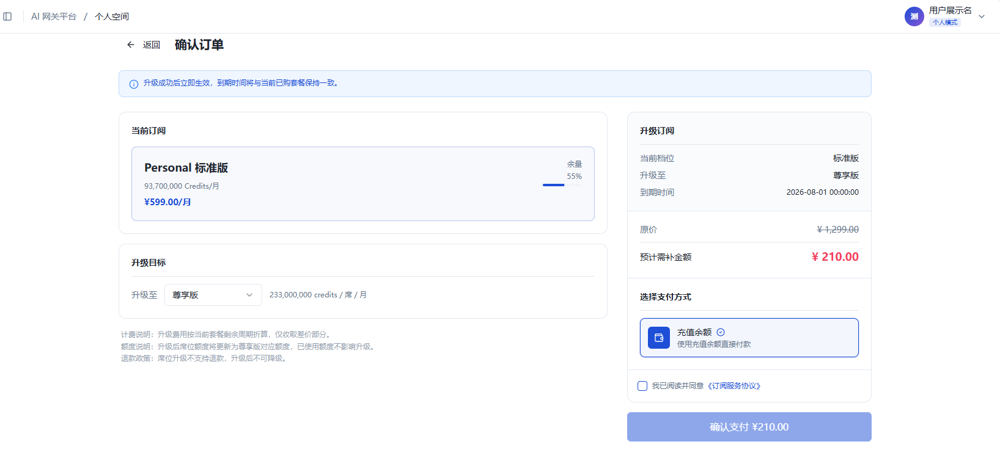 AI 网关平台 / 个人空间
测
用户展示名
个人模式
返回
确认订单
升级成功后立即生效，到期时间将与当前已购套餐保持一致。
当前订阅
Personal 标准版
93,700,000 Credits/月
¥599.00/月
余量
55%
升级目标
升级至 尊享版 233,000,000 credits / 席 / 月
计费说明：升级费用按当前套餐剩余周期折算，仅收取差价部分。
额度说明：升级后席位额度将更新为尊享版对应额度，已使用额度不影响升级。
退款政策：席位升级不支持退款，升级后不可降级。
升级订阅
当前档位 标准版
升级至 尊享版
到期时间 2026-08-01 00:00:00
原价 ¥ 1,299.00
预计需补金额 ¥ 210.00
选择支付方式
充值余额
使用充值余额直接付款
我已阅读并同意《订阅服务协议》
确认支付 ¥210.00